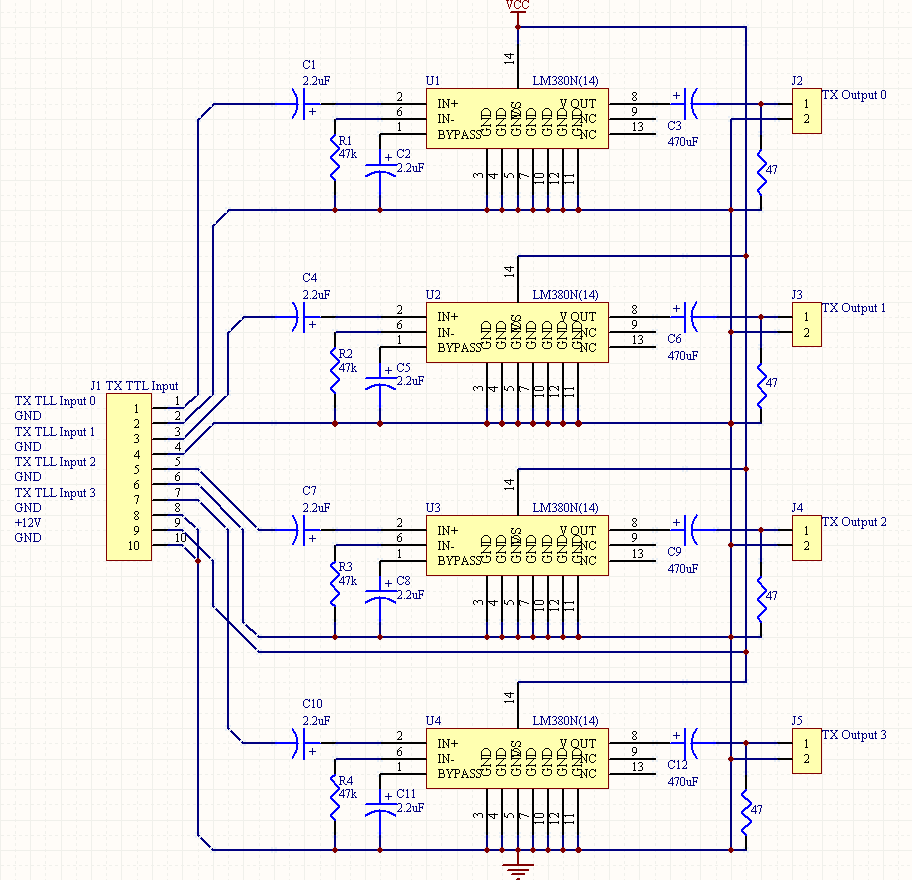 VCC
C1
2.2uF
14
U1 LM380N(14)
2 IN+
6 IN-
1 BYPASS
GND GND GND VS GND GND GND GND
V OUT 8
NC 9
NC 13
3 4 5 7 10 12 11
R1
47k
C2
2.2uF
C3
470uF
J2
1
2
TX Output 0
47
C4
2.2uF
14
U2 LM380N(14)
2 IN+
6 IN-
1 BYPASS
GND GND GND VS GND GND GND GND
V OUT 8
NC 9
NC 13
3 4 5 7 10 12 11
R2
47k
C5
2.2uF
C6
470uF
J3
1
2
TX Output 1
47
J1 TX TTL Input
TX TLL Input 0 1 1
GND 2 2
TX TLL Input 1 3 3
GND 4 4
TX TLL Input 2 5 5
GND 6 6
TX TLL Input 3 7 7
GND 8 8
+12V 9 9
GND 10 10
C7
2.2uF
14
U3 LM380N(14)
2 IN+
6 IN-
1 BYPASS
GND GND GND VS GND GND GND GND
V OUT 8
NC 9
NC 13
3 4 5 7 10 12 11
R3
47k
C8
2.2uF
C9
470uF
J4
1
2
TX Output 2
47
C10
2.2uF
14
U4 LM380N(14)
2 IN+
6 IN-
1 BYPASS
GND GND GND VS GND GND GND GND
V OUT 8
NC 9
NC 13
3 4 5 7 10 12 11
R4
47k
C11
2.2uF
C12
470uF
J5
1
2
TX Output 3
47